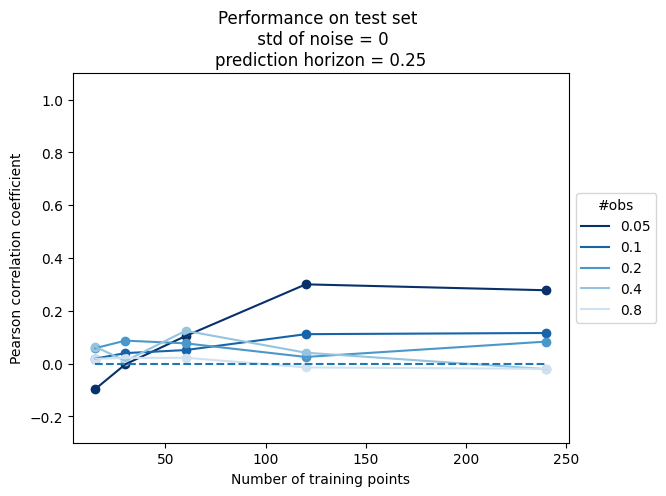 Performance on test set
std of noise = 0
prediction horizon = 0.25
Pearson correlation coefficient
1.0
0.8
0.6
0.4
0.2
0.0
−0.2
50
100
150
200
250
Number of training points
#obs
0.05
0.1
0.2
0.4
0.8